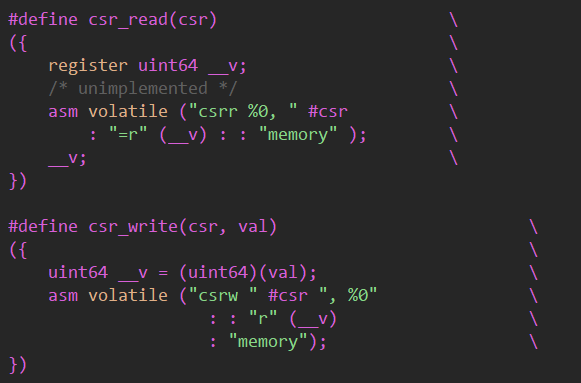 #define csr_read(csr) \
({ \
register uint64 __v; \
/* unimplemented */ \
asm volatile ("csrr %0, " #csr \
: "=r" (__v) : : "memory" ); \
__v; \
})
#define csr_write(csr, val) \
({ \
uint64 __v = (uint64)(val); \
asm volatile ("csrw " #csr ", %0" \
: : "r" (__v) \
: "memory"); \
})